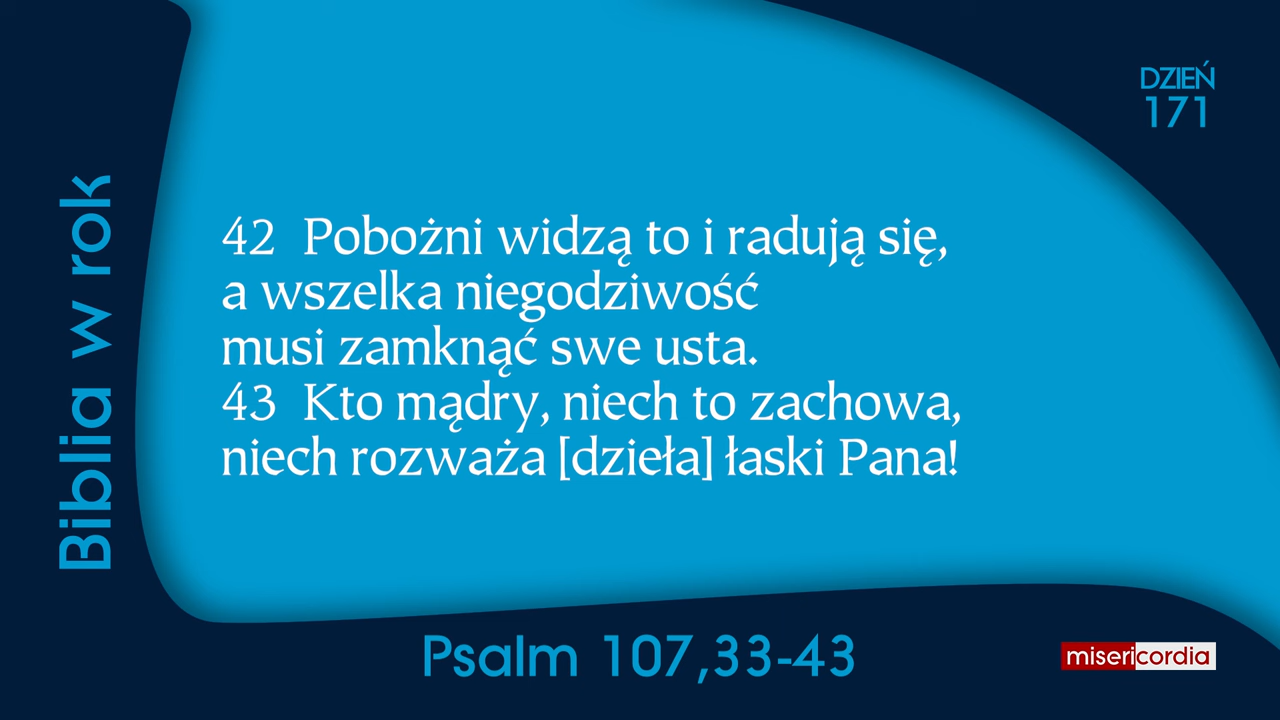 DZIEŃ
171
Biblia w rok
42 Pobożni widzą to i radują się,
a wszelka niegodziwość
musi zamknąć swe usta.
43 Kto mądry, niech to zachowa,
niech rozważa [dzieła] łaski Pana!
Psalm 107,33-43
misericordia